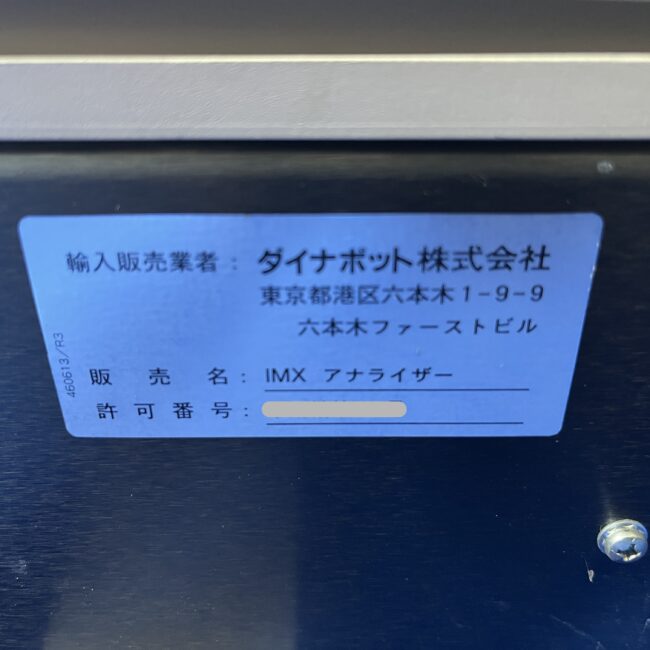 輸入販売業者：ダイナボット株式会社
東京都港区六本木1-9-9
六本木ファーストビル
販売名：IMX アナライザー
許可番号：
460613/R3